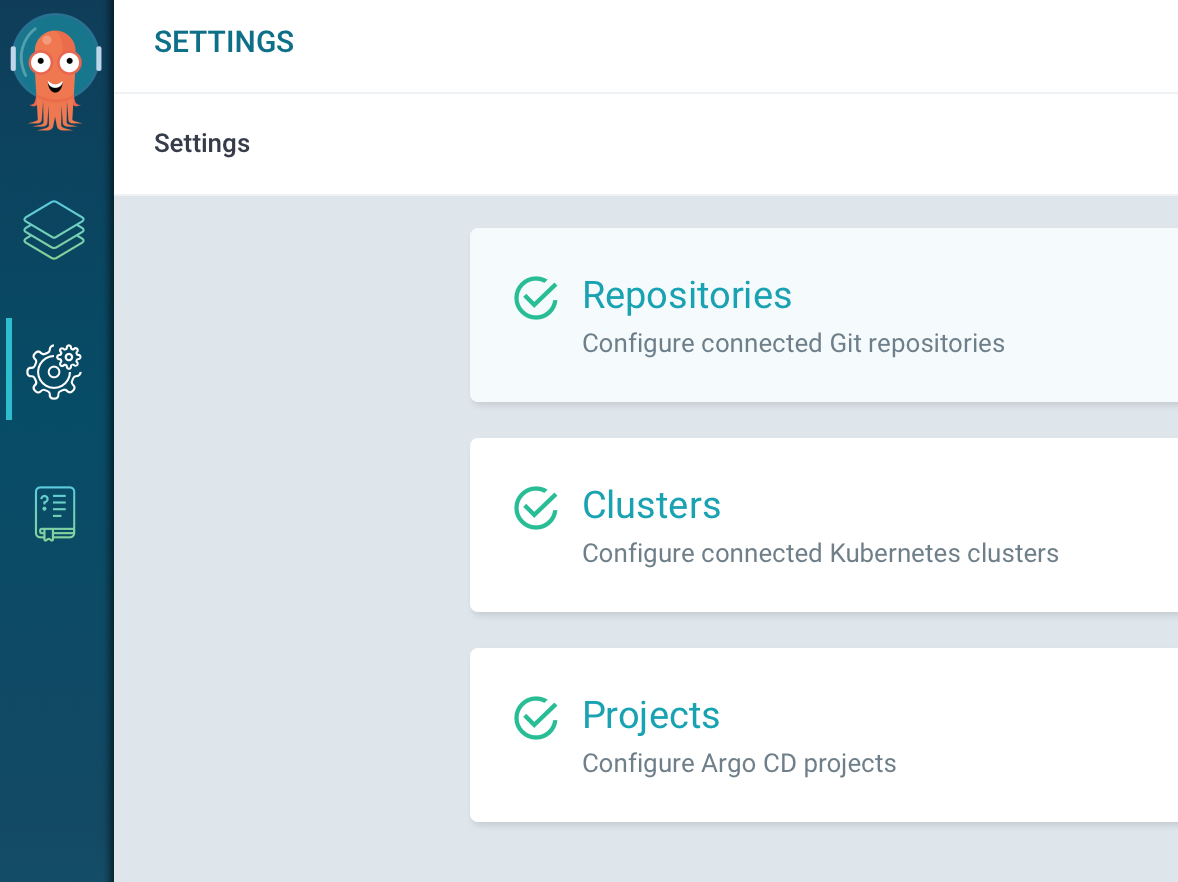 SETTINGS
Settings
Repositories
Configure connected Git repositories
Clusters
Configure connected Kubernetes clusters
Projects
Configure Argo CD projects